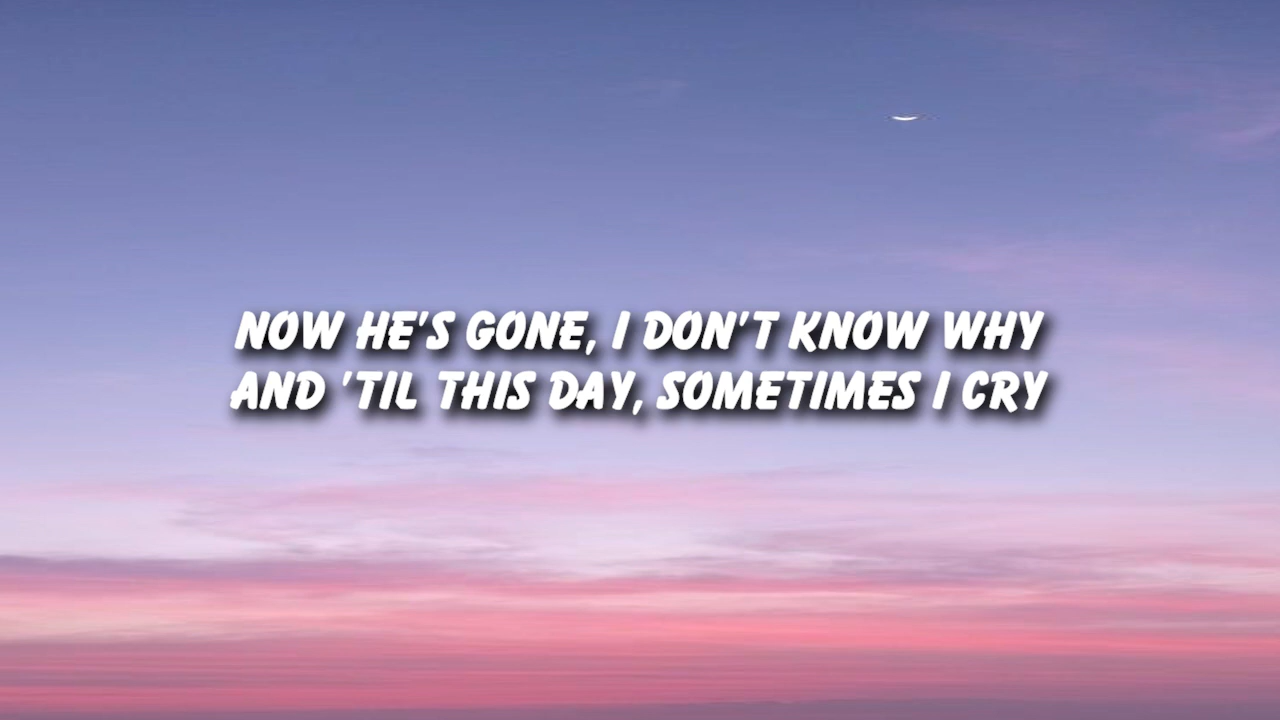 NOW HE'S GONE, I DON'T KNOW WHY
AND 'TIL THIS DAY, SOMETIMES I CRY